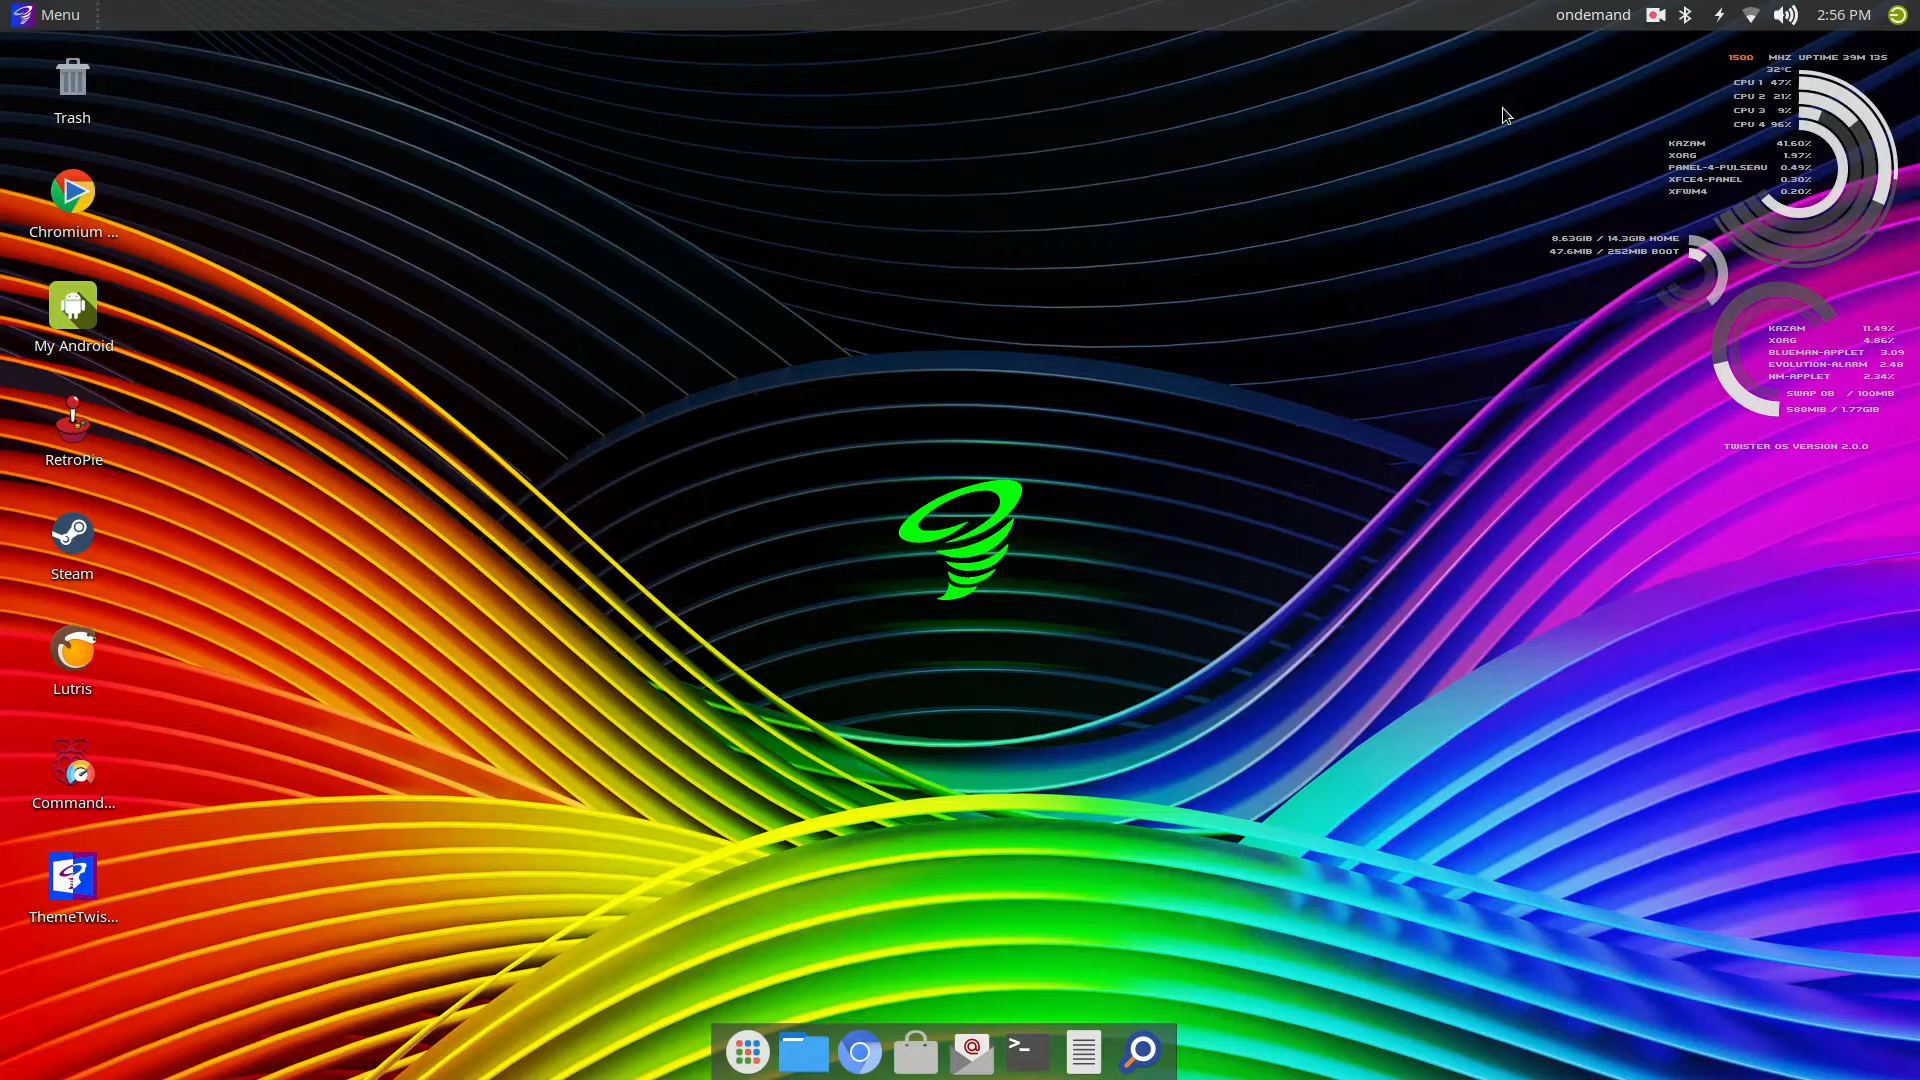 Menu
ondemand
2:56 PM
Trash
Chromium ...
My Android
RetroPie
Steam
Lutris
Command...
ThemeTwis...
1500 MHZ UPTIME 39M 13S
32°C
CPU 1 47%
CPU 2 21%
CPU 3 9%
CPU 4 96%
KAZAM 41.60%
XORG 1.97%
PANEL-4-PULSEAU 0.49%
XFCE4-PANEL 0.30%
XFWM4 0.20%
8.63GIB / 14.3GIB HOME
47.6MIB / 252MIB BOOT
KAZAM 11.49%
XORG 4.86%
BLUEMAN-APPLET 3.09
EVOLUTION-ALARM 2.48
NM-APPLET 2.34%
SWAP 0B / 100MIB
588MIB / 1.77GIB
TWISTER OS VERSION 2.0.0